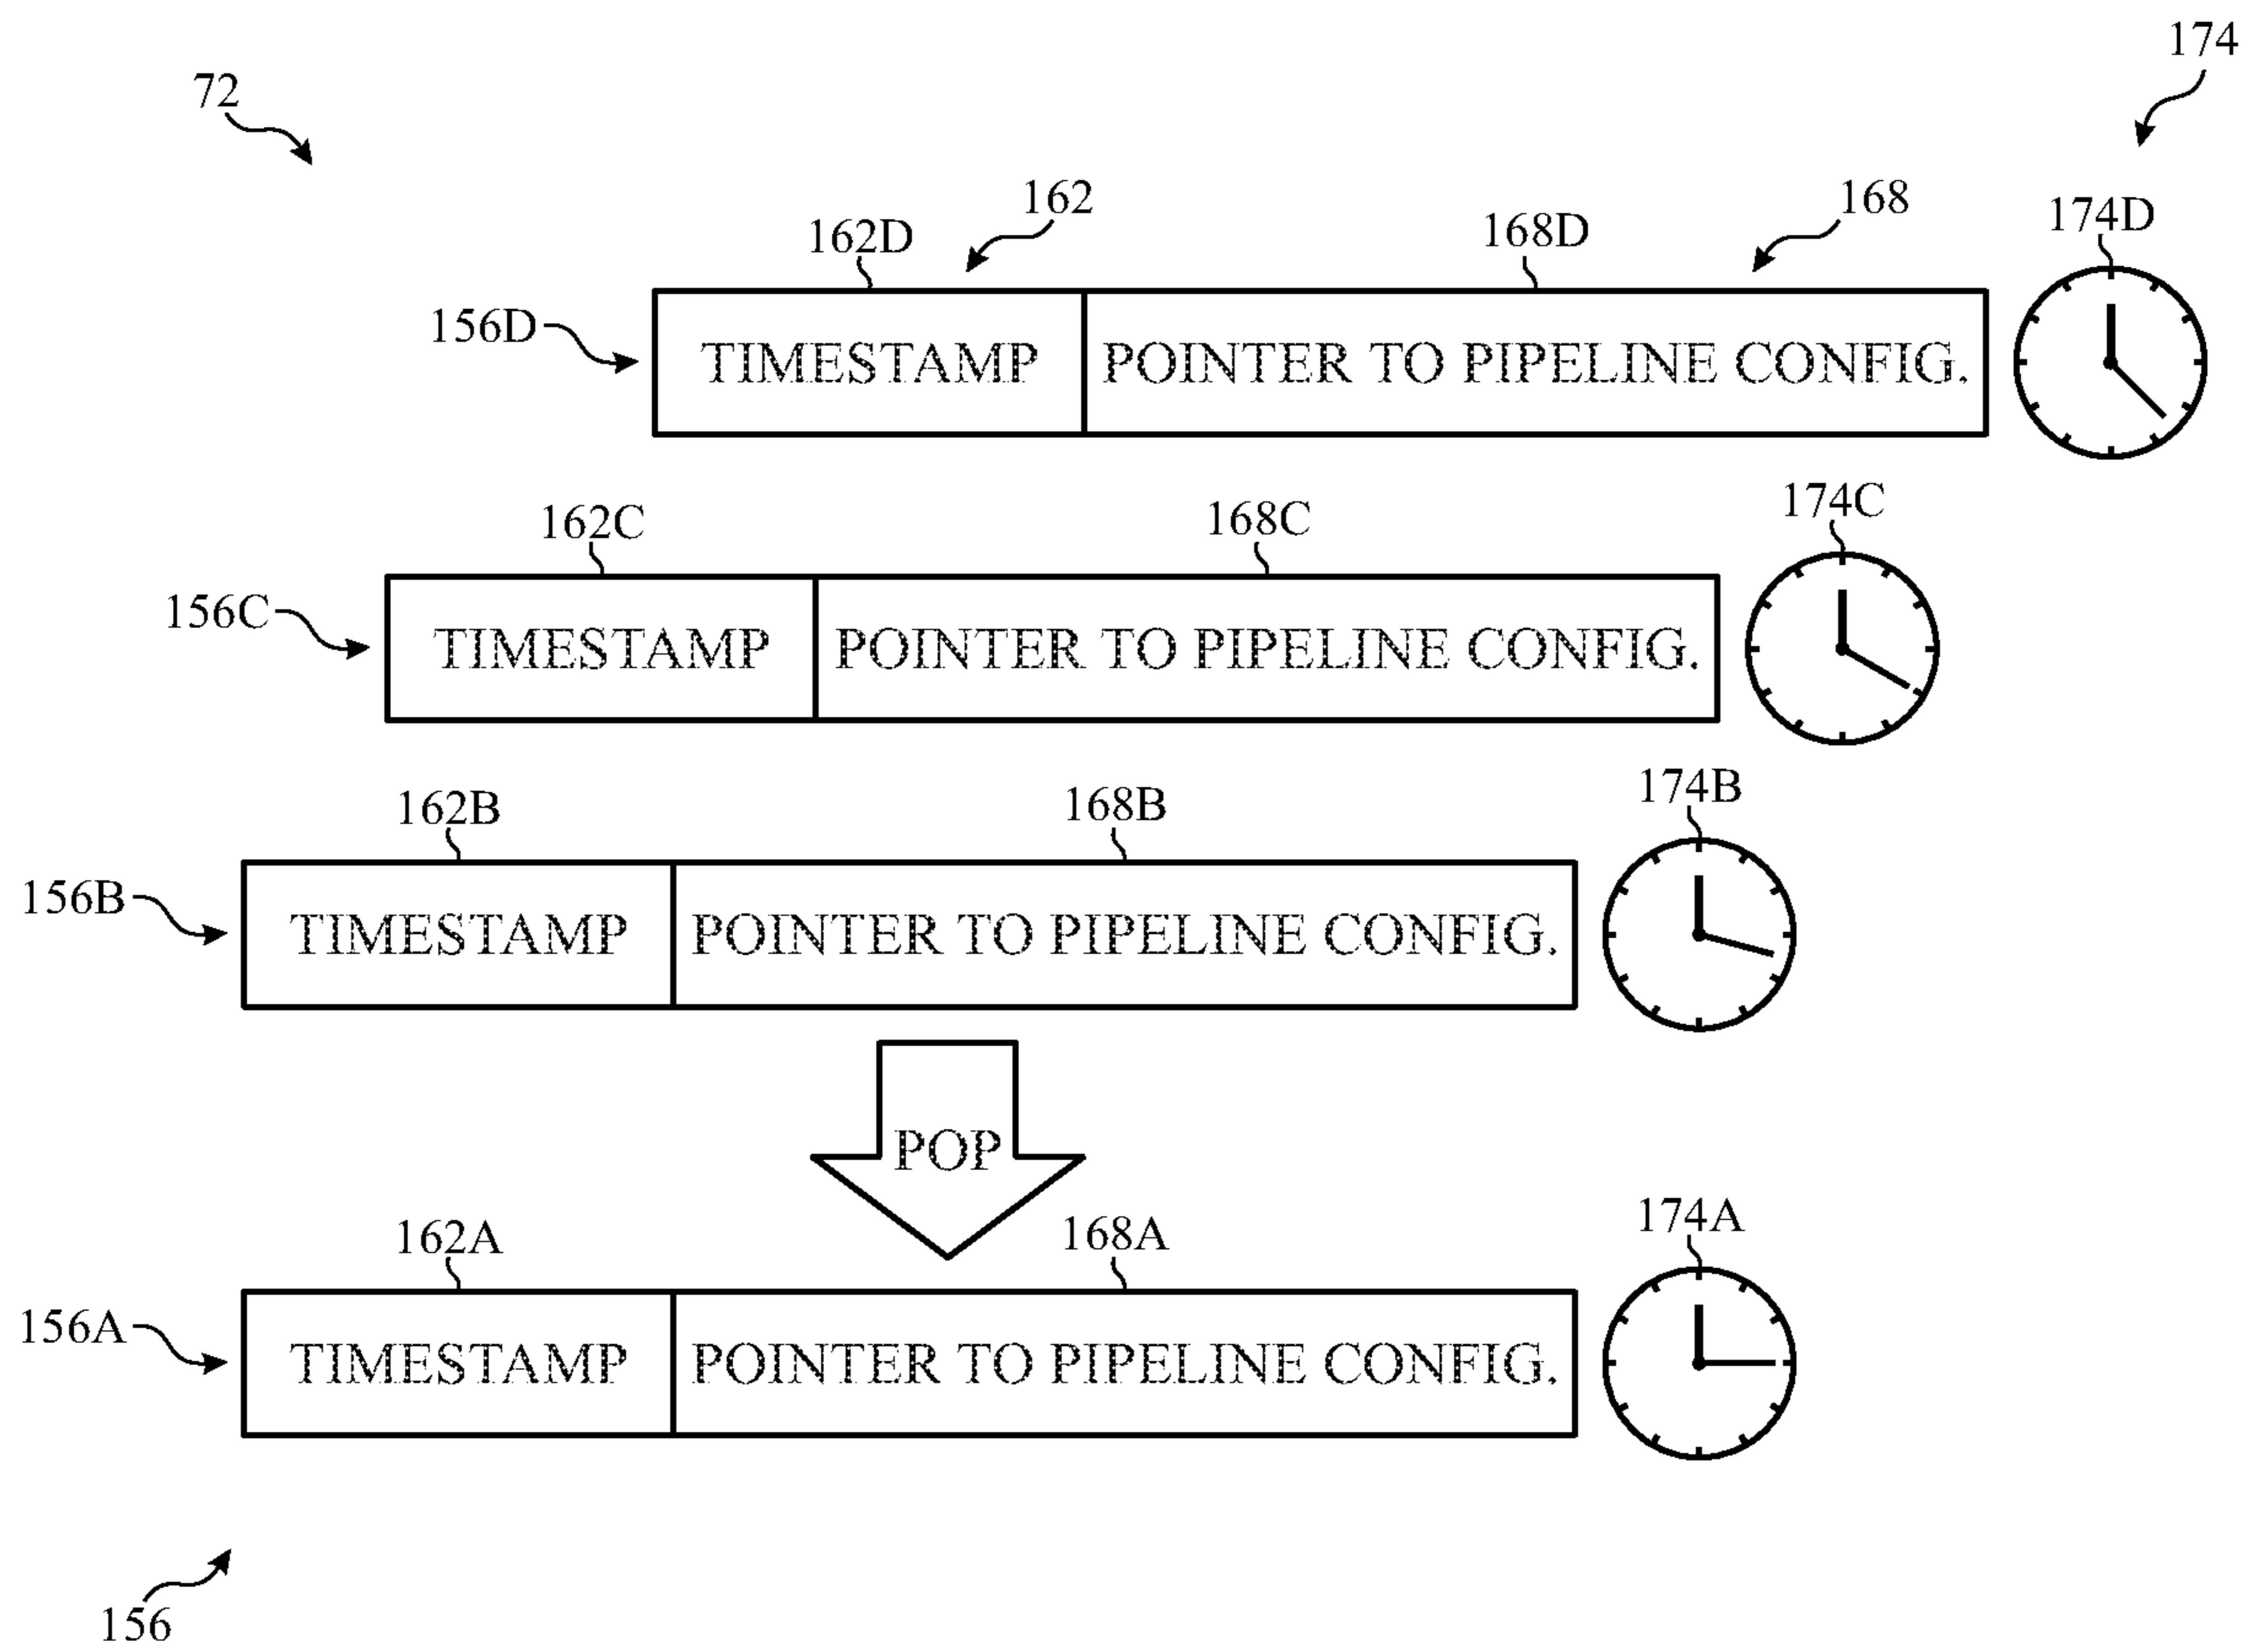 174
72
162
168
162D
168D
174D
156D
TIMESTAMP
POINTER TO PIPELINE CONFIG.
162C
168C
174C
156C
TIMESTAMP
POINTER TO PIPELINE CONFIG.
162B
168B
174B
156B
TIMESTAMP
POINTER TO PIPELINE CONFIG.
POP
162A
168A
174A
156A
TIMESTAMP
POINTER TO PIPELINE CONFIG.
156